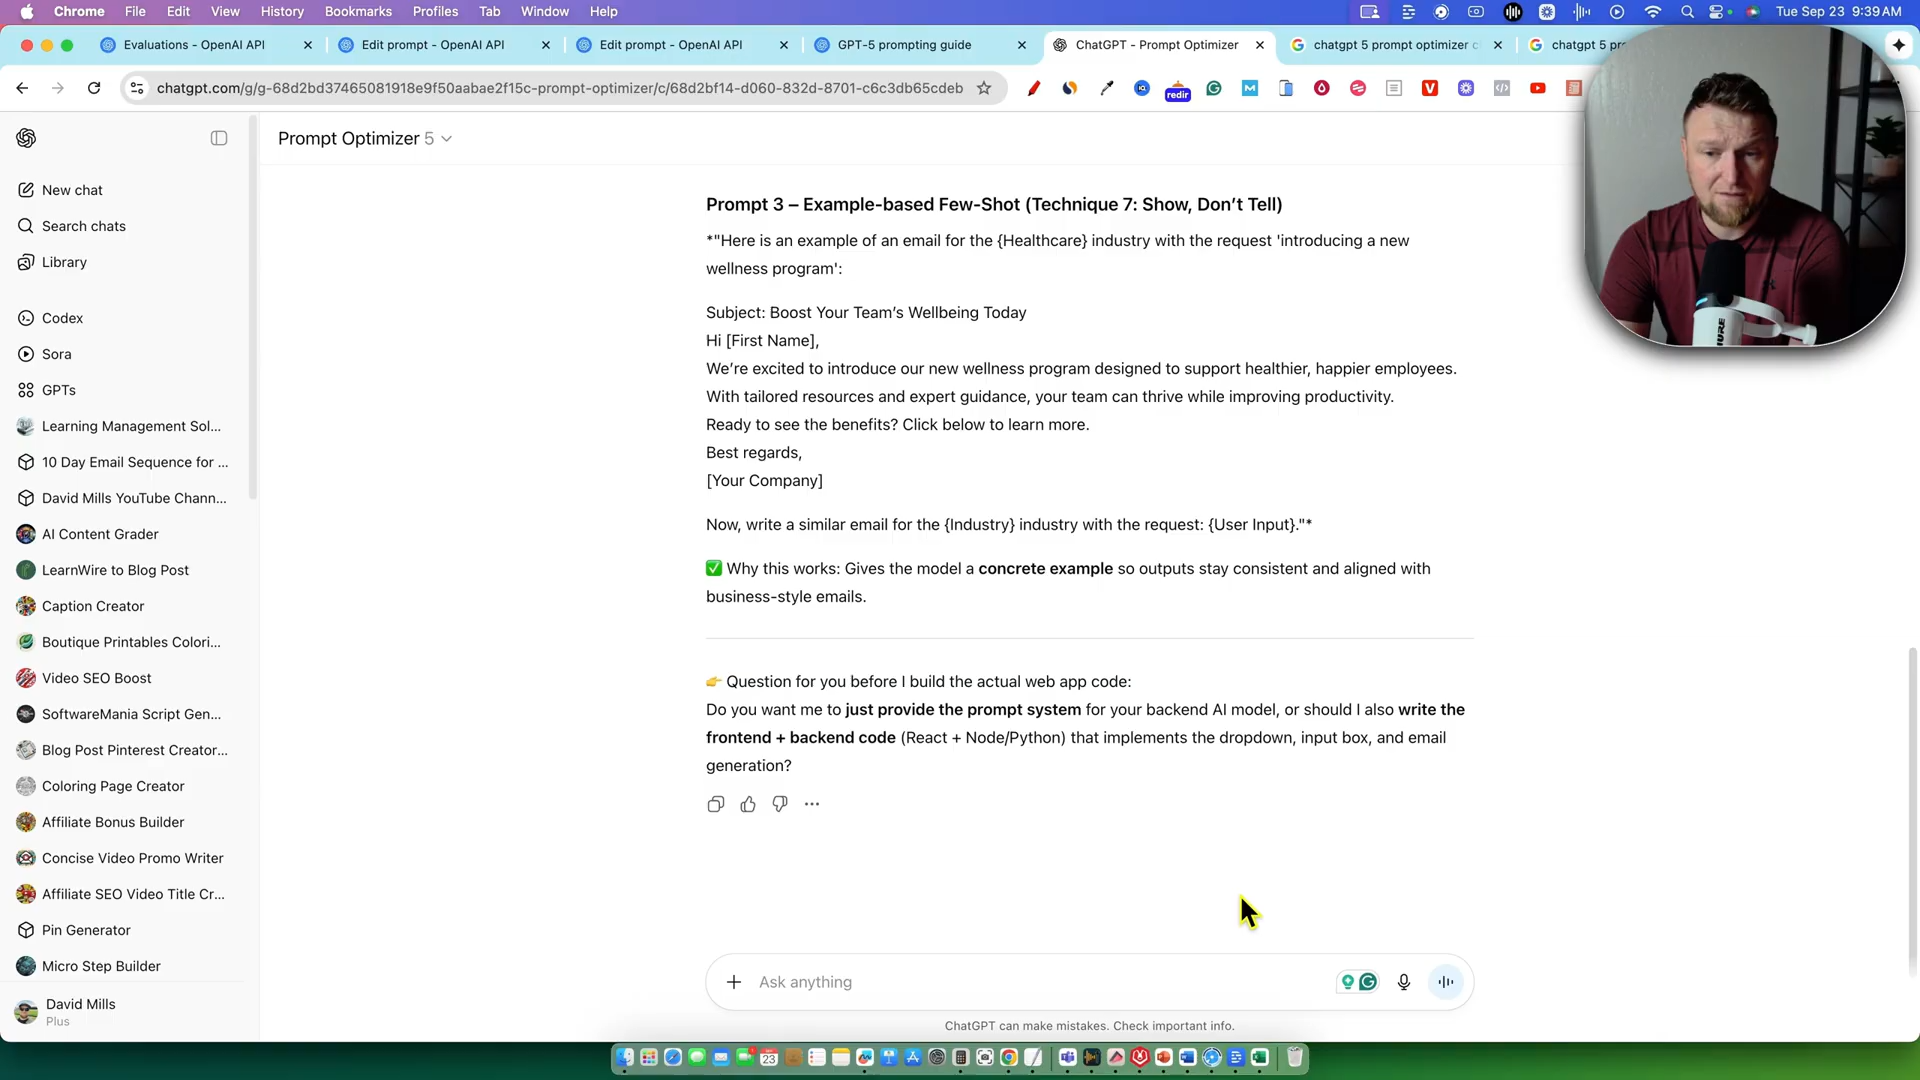 Chrome File Edit View History Bookmarks Profiles Tab Window Help Tue Sep 23 9:39 AM
Evaluations - OpenAI API Edit prompt - OpenAI API Edit prompt - OpenAI API GPT-5 prompting guide ChatGPT - Prompt Optimizer chatgpt 5 prompt optimizer c chatgpt 5 pr
chatgpt.com/g/g-68d2bd37465081918e9f50aabae2f15c-prompt-optimizer/c/68d2bf14-d060-832d-8701-c6c3db65cdeb
redir
Prompt Optimizer 5
New chat
Search chats
Library
Codex
Sora
GPTs
Learning Management Sol...
10 Day Email Sequence for ...
David Mills YouTube Chann...
AI Content Grader
LearnWire to Blog Post
Caption Creator
Boutique Printables Colori...
Video SEO Boost
SoftwareMania Script Gen...
Blog Post Pinterest Creator...
Coloring Page Creator
Affiliate Bonus Builder
Concise Video Promo Writer
Affiliate SEO Video Title Cr...
Pin Generator
Micro Step Builder
David Mills
Plus
Prompt 3 – Example-based Few-Shot (Technique 7: Show, Don’t Tell)
*"Here is an example of an email for the {Healthcare} industry with the request 'introducing a new
wellness program':
Subject: Boost Your Team’s Wellbeing Today
Hi [First Name],
We’re excited to introduce our new wellness program designed to support healthier, happier employees.
With tailored resources and expert guidance, your team can thrive while improving productivity.
Ready to see the benefits? Click below to learn more.
Best regards,
[Your Company]
Now, write a similar email for the {Industry} industry with the request: {User Input}."*
✅ Why this works: Gives the model a concrete example so outputs stay consistent and aligned with
business-style emails.
👉 Question for you before I build the actual web app code:
Do you want me to just provide the prompt system for your backend AI model, or should I also write the
frontend + backend code (React + Node/Python) that implements the dropdown, input box, and email
generation?
Ask anything
ChatGPT can make mistakes. Check important info.
SHURE